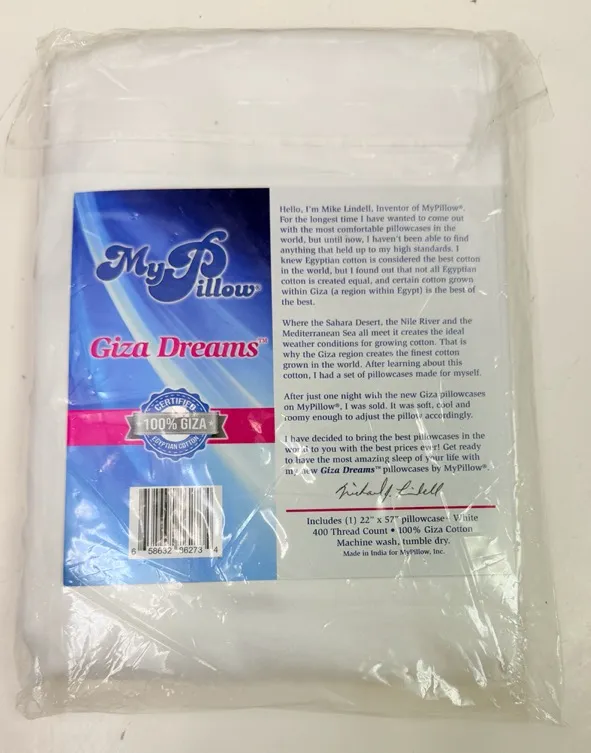 MyPillow®
Giza Dreams™
CERTIFIED
100% GIZA
EGYPTIAN COTTON
6 58632 36273 4
Hello, I'm Mike Lindell, Inventor of MyPillow®.
For the longest time I have wanted to come out
with the most comfortable pillowcases in the
world, but until now, I haven't been able to find
anything that held up to my high standards. I
knew Egyptian cotton is considered the best cotton
in the world, but I found out that not all Egyptian
cotton is created equal, and certain cotton grown
within Giza (a region within Egypt) is the best of
the best.
Where the Sahara Desert, the Nile River and the
Mediterranean Sea all meet it creates the ideal
weather conditions for growing cotton. That is
why the Giza region creates the finest cotton
grown in the world. After learning about this
cotton, I had a set of pillowcases made for myself.
After just one night wih the new Giza pillowcases
on MyPillow®, I was sold. It was soft, cool and
roomy enough to adjust the pillow accordingly.
I have decided to bring the best pillowcases in the
world to you with the best prices ever! Get ready
to have the most amazing sleep of your life with
my new Giza Dreams™ pillowcases by MyPillow®.
Michael J. Lindell
Includes (1) 22" x 57" pillowcase White
400 Thread Count • 100% Giza Cotton
Machine wash, tumble dry.
Made in India for MyPillow, Inc.